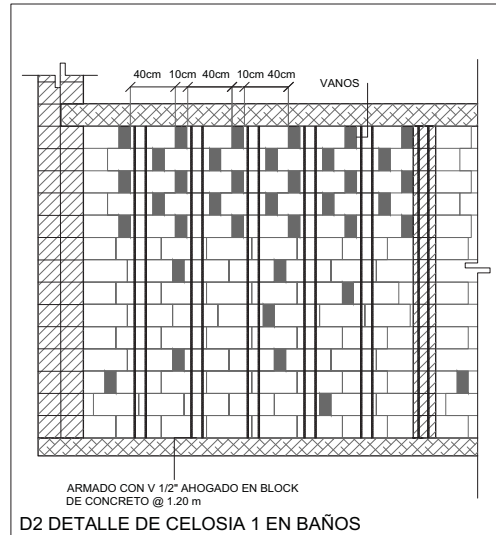 40cm 10cm 40cm 10cm 40cm
VANOS
ARMADO CON V 1/2" AHOGADO EN BLOCK
DE CONCRETO @ 1.20 m
D2 DETALLE DE CELOSIA 1 EN BAÑOS